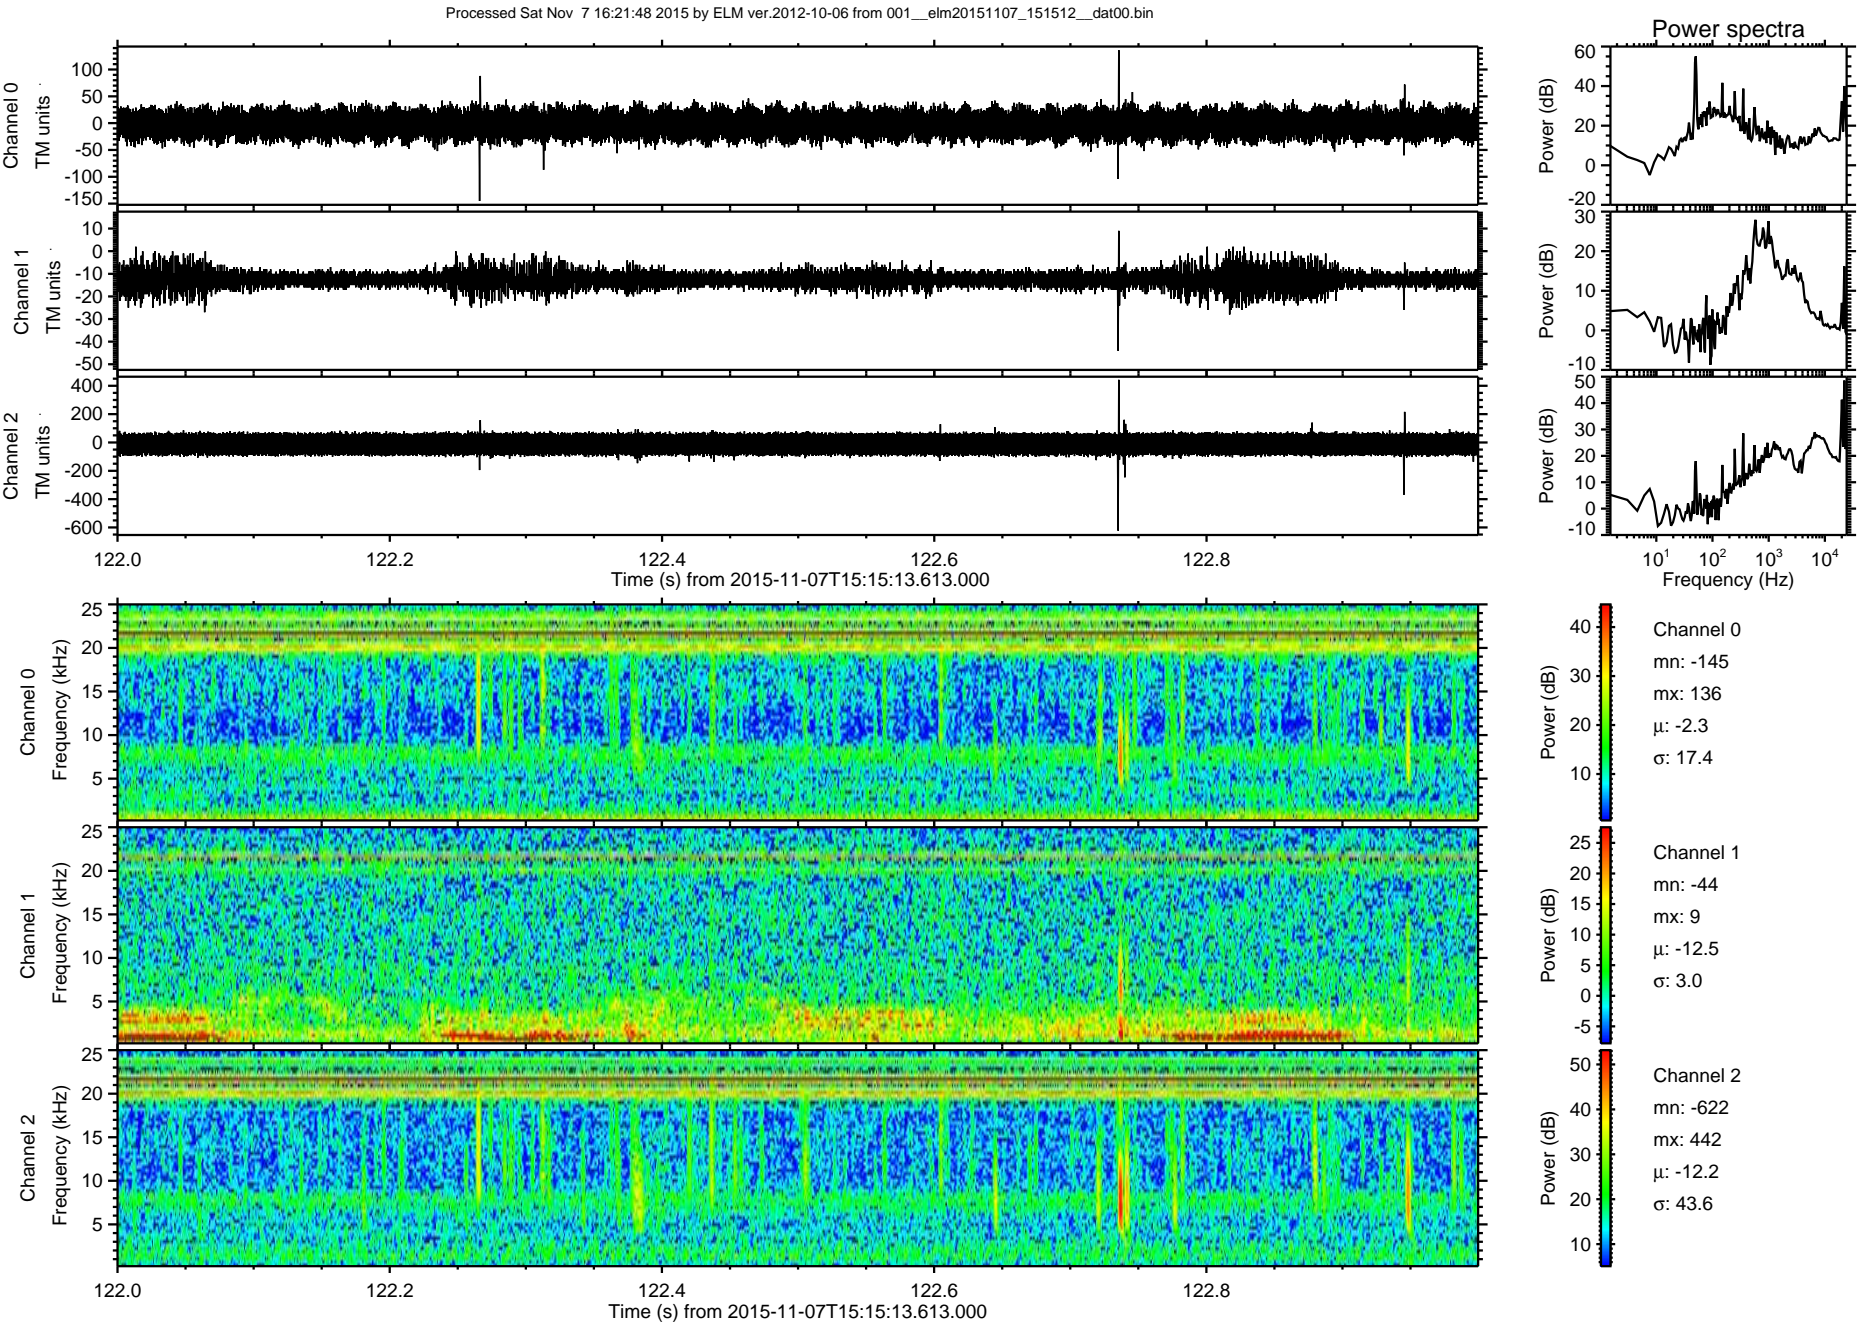 Processed Sat Nov 7 16:21:48 2015 by ELM ver.2012-10-06 from 001__elm20151107_151512__dat00.bin
Power spectra
Channel 0
TM units
100
50
0
-50
-100
-150
Power (dB)
60
40
20
0
-20
Channel 1
TM units
10
0
-10
-20
-30
-40
-50
Power (dB)
30
20
10
0
-10
Channel 2
TM units
400
200
0
-200
-400
-600
Power (dB)
50
40
30
20
10
0
-10
122.0 122.2 122.4 122.6 122.8
Time (s) from 2015-11-07T15:15:13.613.000
10¹ 10² 10³ 10⁴
Frequency (Hz)
Channel 0
Frequency (kHz)
25
20
15
10
5
Power (dB)
40
30
20
10
Channel 0
mn: -145
mx: 136
μ: -2.3
σ: 17.4
Channel 1
Frequency (kHz)
25
20
15
10
5
Power (dB)
25
20
15
10
5
0
-5
Channel 1
mn: -44
mx: 9
μ: -12.5
σ: 3.0
Channel 2
Frequency (kHz)
25
20
15
10
5
Power (dB)
50
40
30
20
10
Channel 2
mn: -622
mx: 442
μ: -12.2
σ: 43.6
122.0 122.2 122.4 122.6 122.8
Time (s) from 2015-11-07T15:15:13.613.000